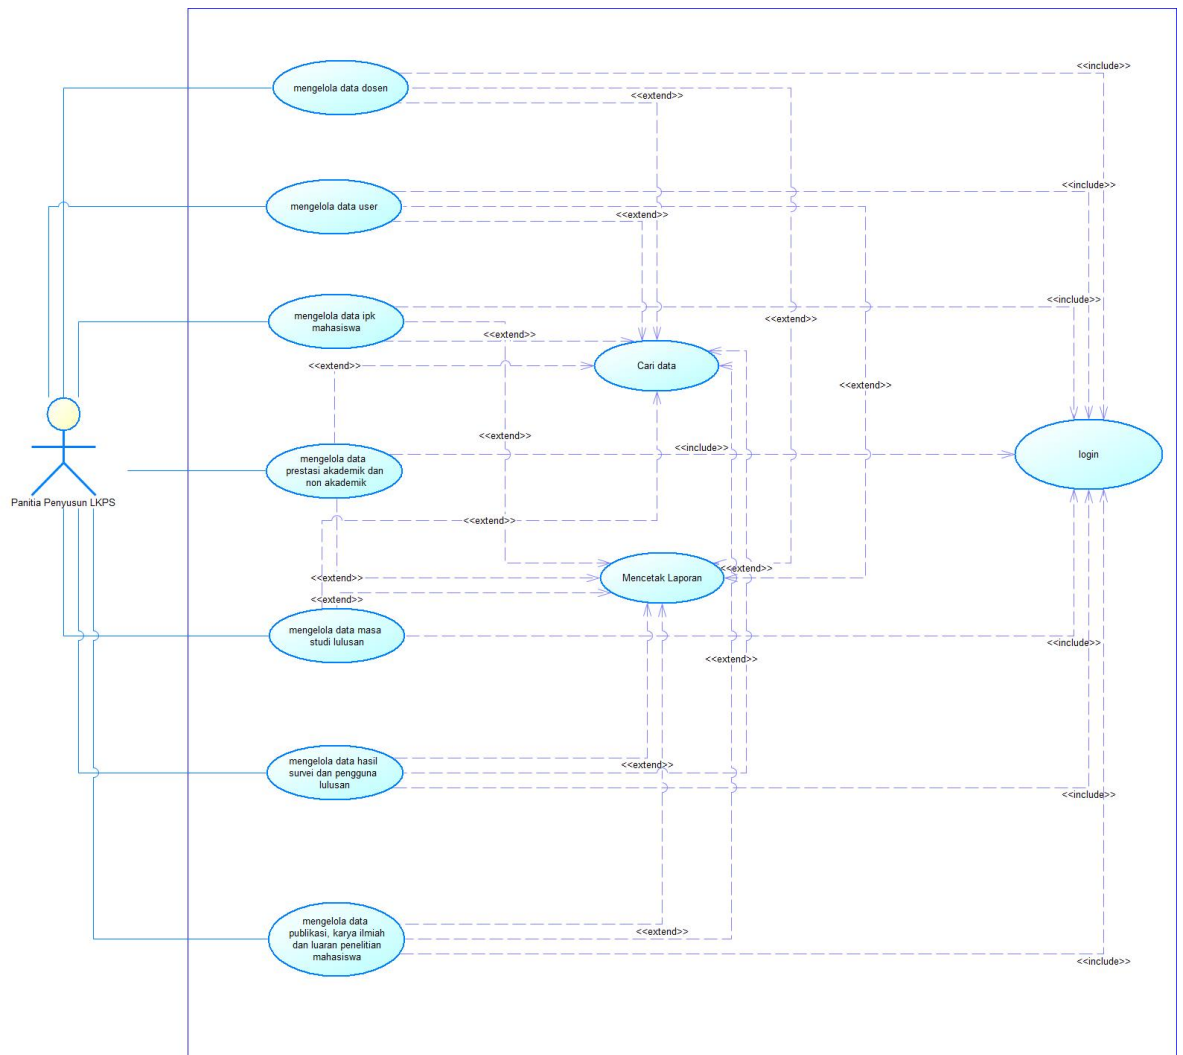 <<include>>
mengelola data dosen
<<extend>>
<<extend>>
<<include>>
mengelola data user
<<extend>>
<<include>>
mengelola data ipk
mahasiswa
<<extend>>
<<extend>>
<<extend>>
Cari data
<<extend>>
Panitia Penyusun LKPS
<<extend>>
<<include>>
login
mengelola data
prestasi akademik dan
non akademik
<<extend>>
<<extend>>
Mencetak Laporan
<<extend>>
<<extend>>
mengelola data masa
studi lulusan
<<include>>
<<extend>>
mengelola data hasil
survei dan pengguna
lulusan
<<extend>>
<<include>>
mengelola data
publikasi, karya ilmiah
dan luaran penelitian
mahasiswa
<<extend>>
<<include>>